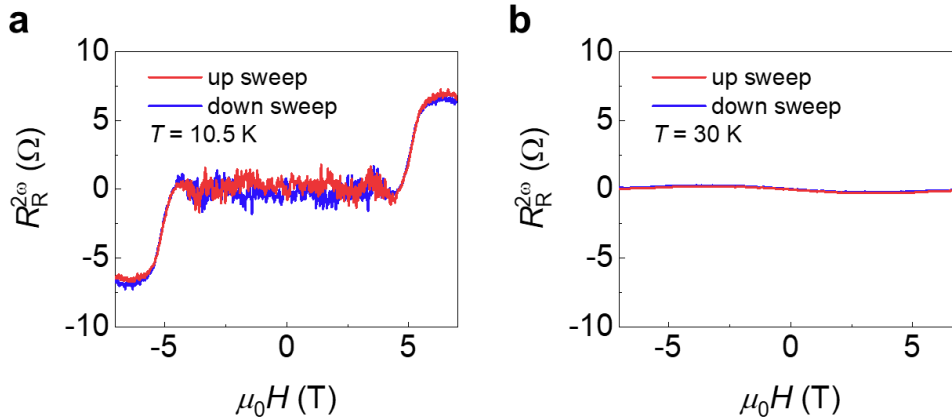 a
10
5
0
-5
-10
R_R^2ω (Ω)
up sweep
down sweep
T = 10.5 K
-5
0
5
μ₀H (T)
b
10
5
0
-5
-10
R_R^2ω (Ω)
up sweep
down sweep
T = 30 K
-5
0
5
μ₀H (T)